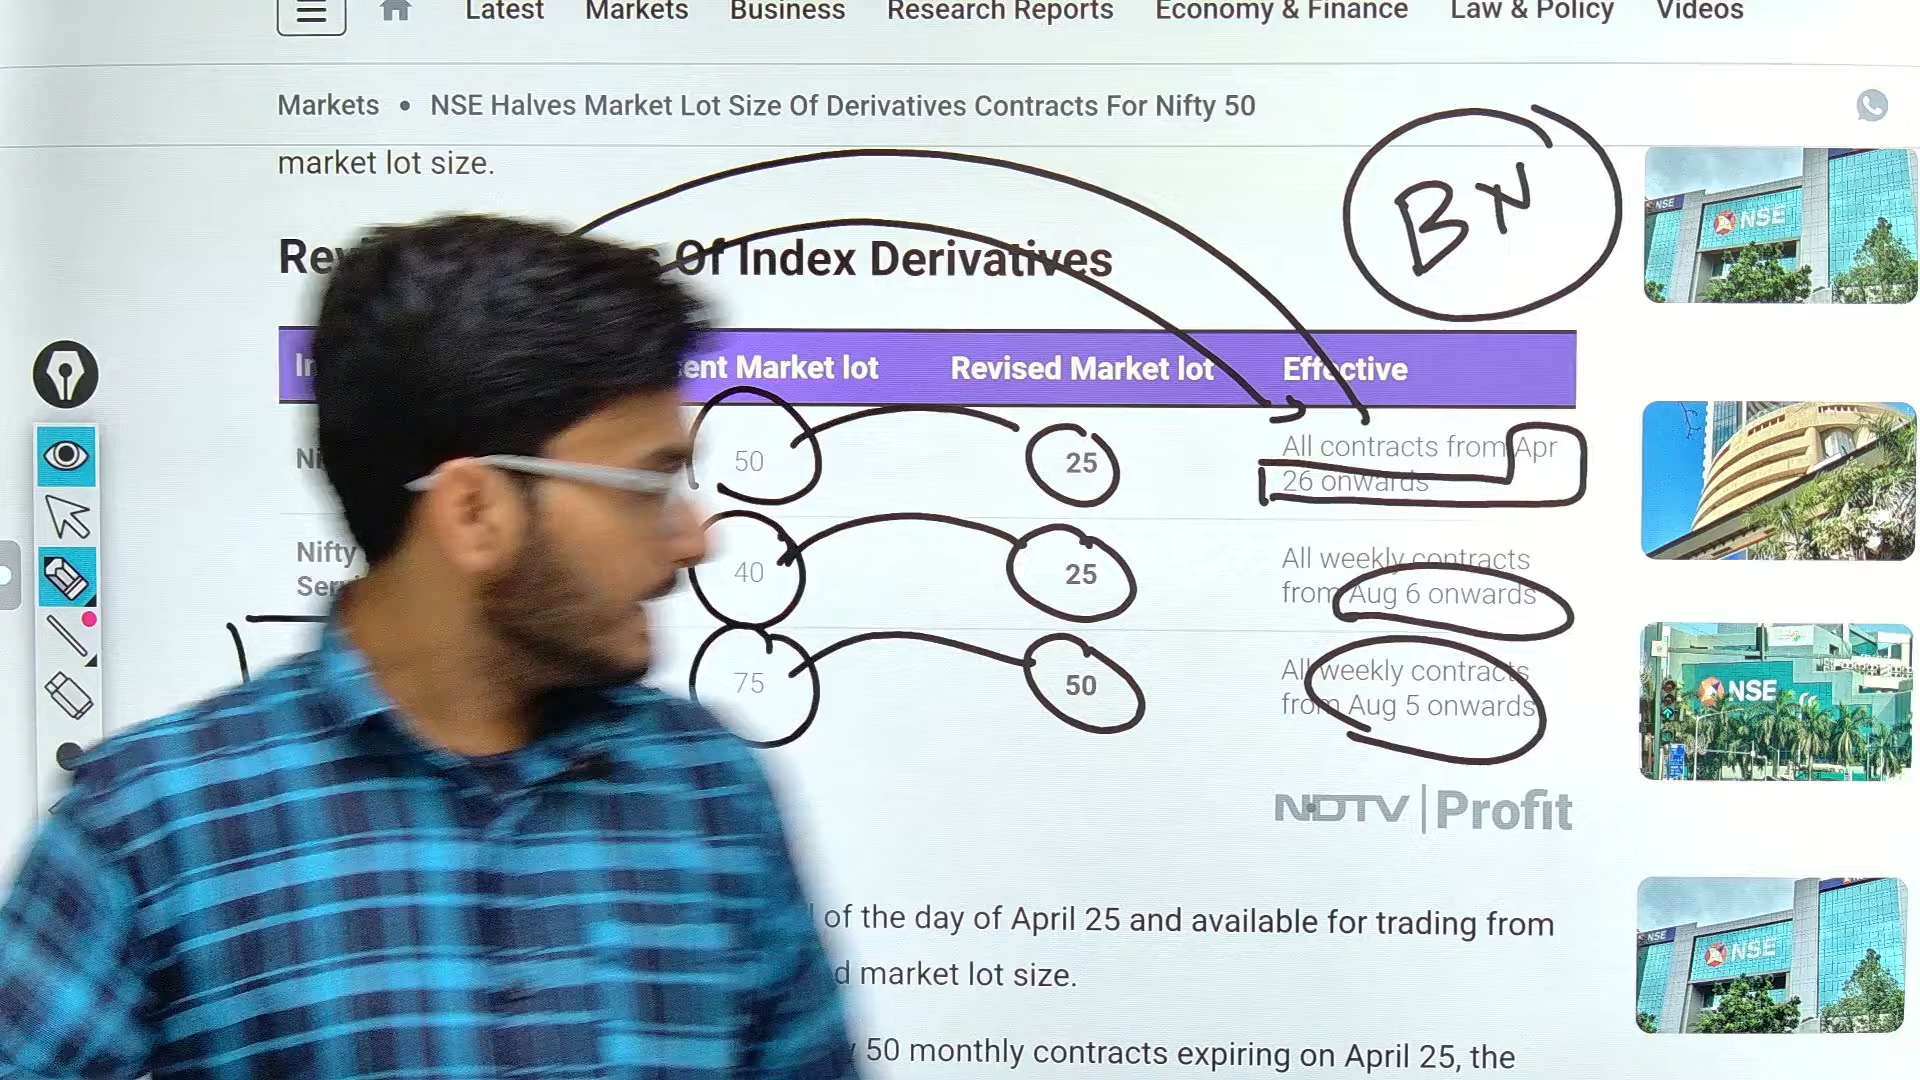 Latest Markets Business Research Reports Economy & Finance Law & Policy Videos
Markets • NSE Halves Market Lot Size Of Derivatives Contracts For Nifty 50
market lot size.
BN
Of Index Derivatives
Market lot Revised Market lot Effective
50 25 All contracts from Apr
26 onwards
Nifty 40 25 All weekly contracts
from Aug 6 onwards
75 50 All weekly contracts
from Aug 5 onwards
NDTV | Profit
of the day of April 25 and available for trading from
market lot size.
50 monthly contracts expiring on April 25, the
NSE
NSE
NSE
NSE
NSE